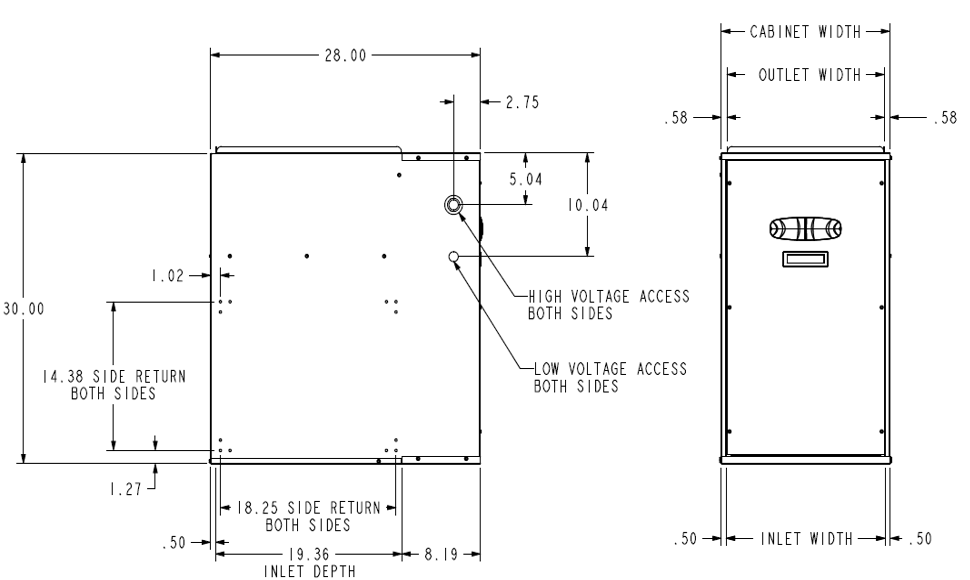 CABINET WIDTH
28.00
OUTLET WIDTH
2.75
.58
.58
5.04
10.04
1.02
HIGH VOLTAGE ACCESS
BOTH SIDES
30.00
LOW VOLTAGE ACCESS
BOTH SIDES
14.38 SIDE RETURN
BOTH SIDES
1.27
18.25 SIDE RETURN
BOTH SIDES
.50
19.36
8.19
INLET DEPTH
.50
INLET WIDTH
.50